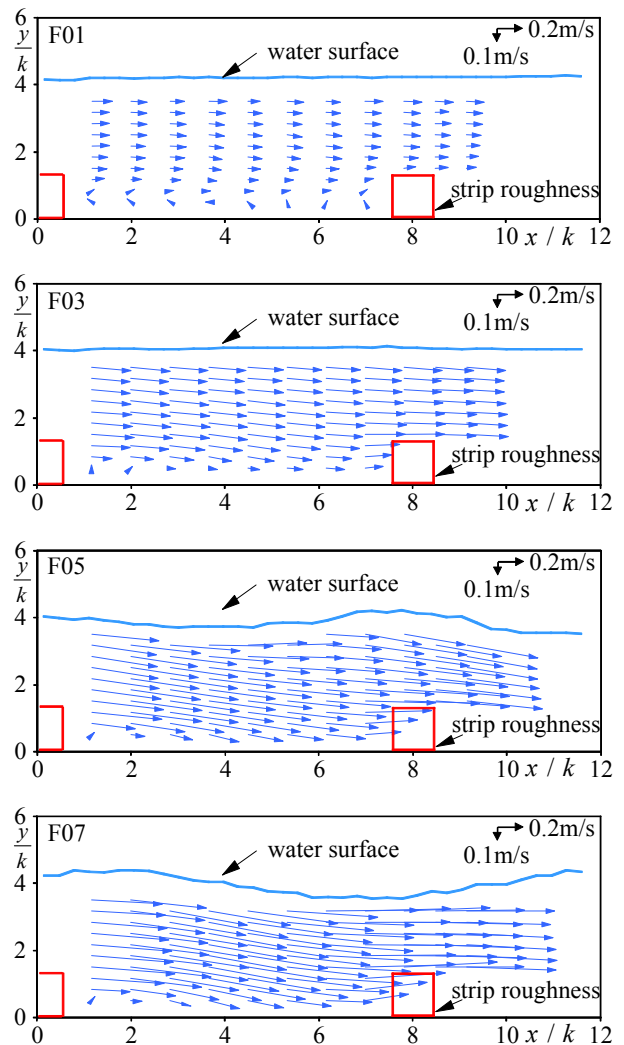 6 F01 0.2m/s
y/k water surface 0.1m/s
4
2
strip roughness
0
0 2 4 6 8 10 x / k 12
6 F03 0.2m/s
y/k water surface 0.1m/s
4
2
strip roughness
0
0 2 4 6 8 10 x / k 12
6 F05 0.2m/s
y/k water surface 0.1m/s
4
2
strip roughness
0
0 2 4 6 8 10 x / k 12
6 F07 0.2m/s
y/k water surface 0.1m/s
4
2
strip roughness
0
0 2 4 6 8 10 x / k 12